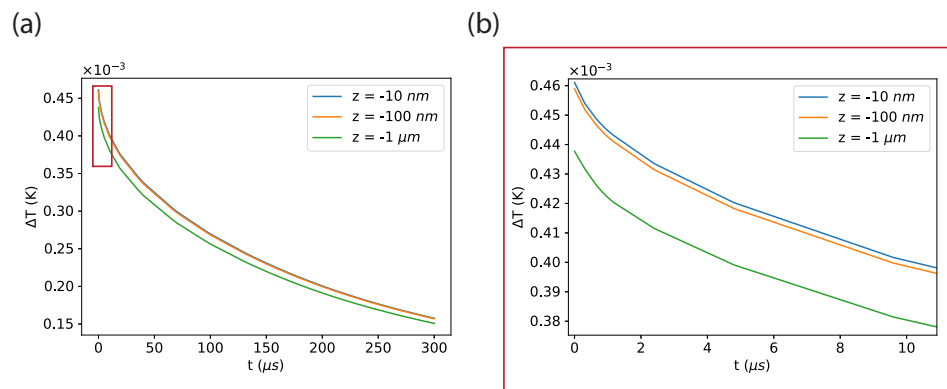 (a)
×10⁻³
0.45
0.40
0.35
0.30
0.25
0.20
0.15
ΔT (K)
0
50
100
150
200
250
300
t (μs)
z = -10 nm
z = -100 nm
z = -1 μm
(b)
×10⁻³
0.46
0.45
0.44
0.43
0.42
0.41
0.40
0.39
0.38
ΔT (K)
0
2
4
6
8
10
t (μs)
z = -10 nm
z = -100 nm
z = -1 μm